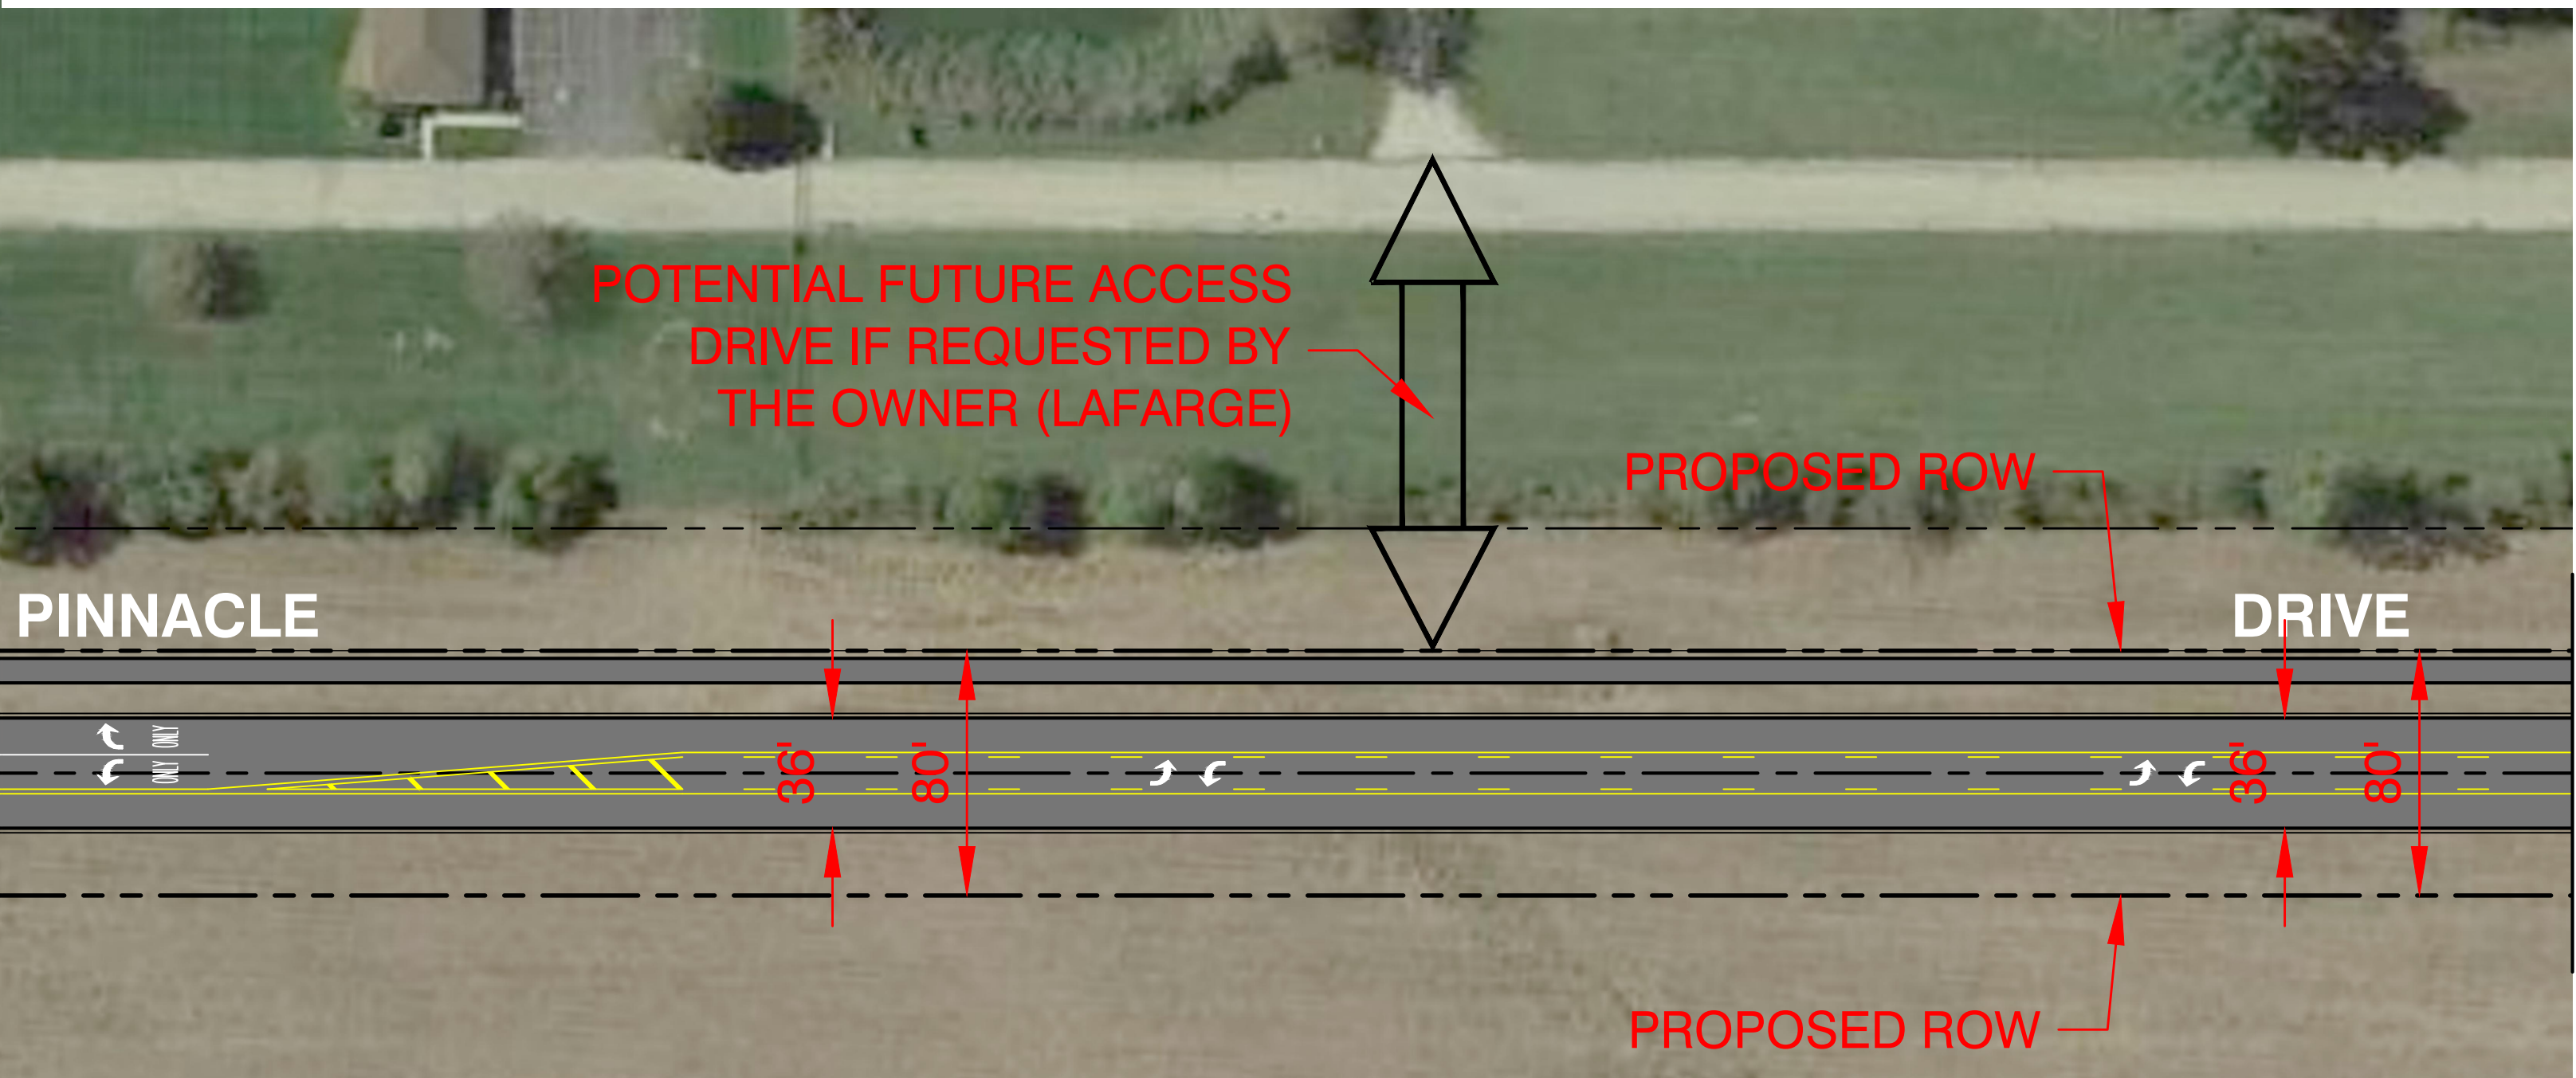 POTENTIAL FUTURE ACCESS
DRIVE IF REQUESTED BY
THE OWNER (LAFARGE)
PROPOSED ROW
PINNACLE DRIVE
ONLY
ONLY
36'
80'
36'
80'
PROPOSED ROW